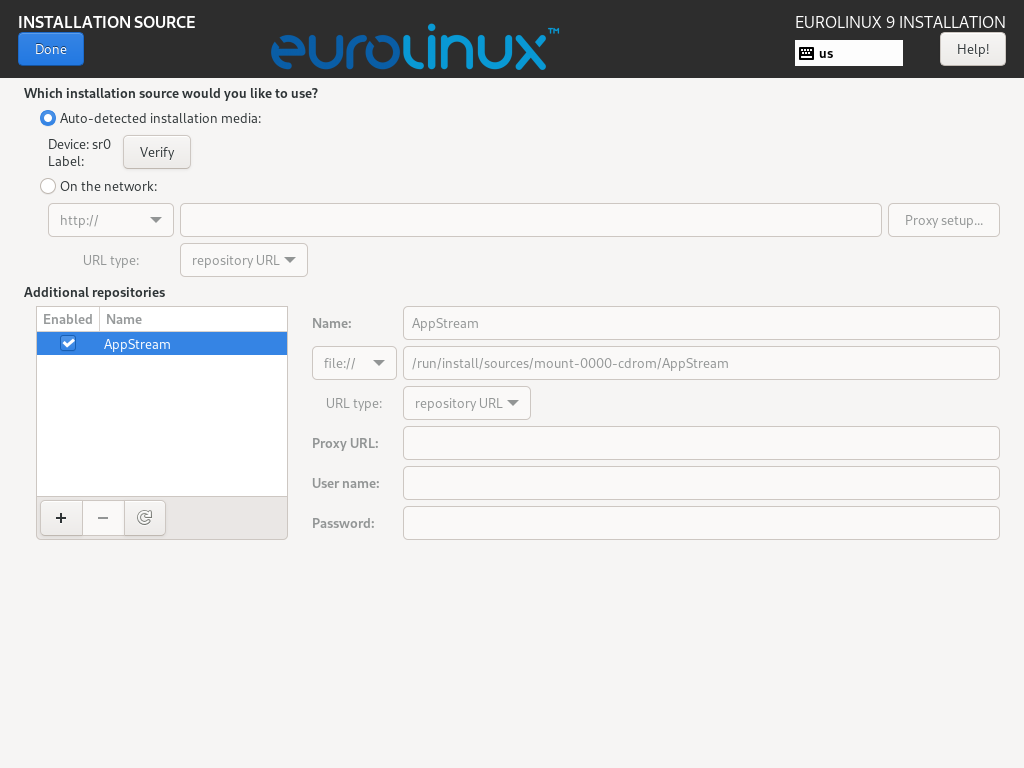 INSTALLATION SOURCE
EUROLINUX 9 INSTALLATION
Done
eurolinux™
us
Help!
Which installation source would you like to use?
Auto-detected installation media:
Device: sr0
Label:
Verify
On the network:
http://
Proxy setup...
URL type:
repository URL
Additional repositories
Enabled Name
AppStream
Name:
AppStream
file://
/run/install/sources/mount-0000-cdrom/AppStream
URL type:
repository URL
Proxy URL:
User name:
Password: